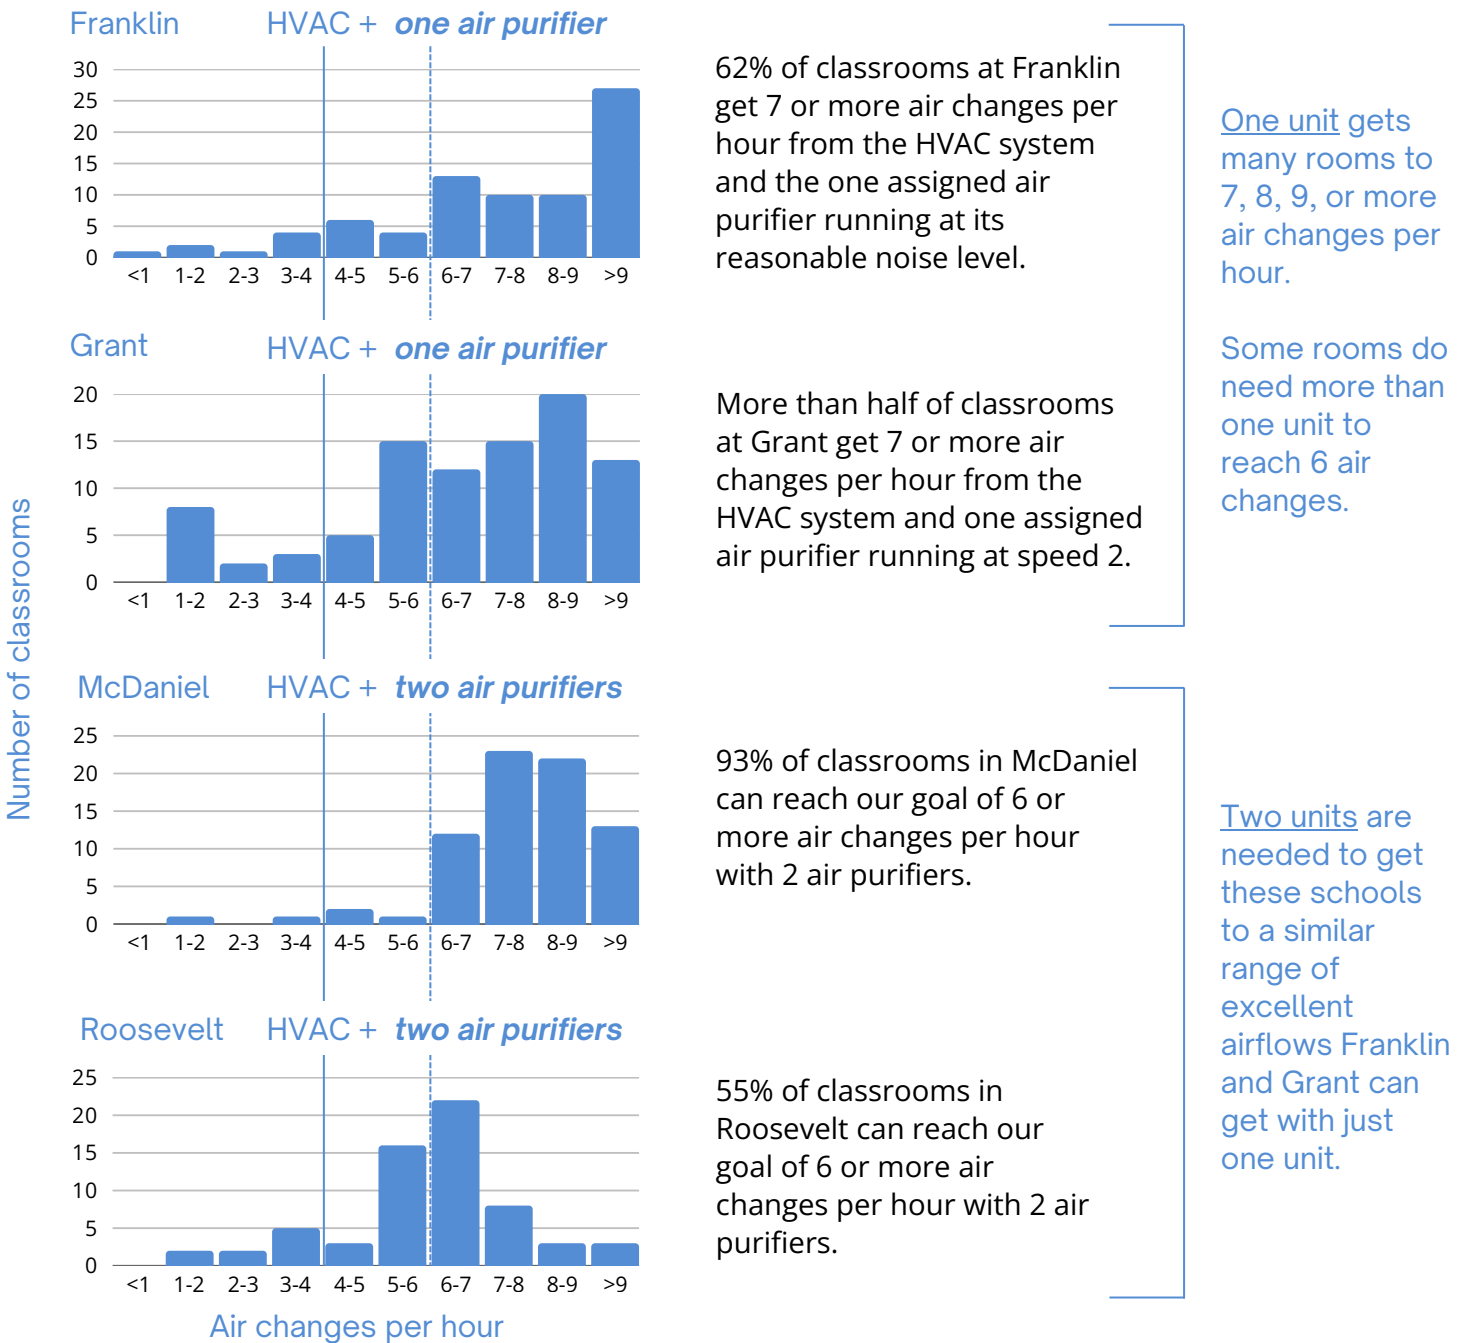 Franklin
HVAC + one air purifier
30
25
20
15
10
5
0
<1 1-2 2-3 3-4 4-5 5-6 6-7 7-8 8-9 >9
62% of classrooms at Franklin
get 7 or more air changes per
hour from the HVAC system
and the one assigned air
purifier running at its
reasonable noise level.
Grant
HVAC + one air purifier
20
15
10
5
0
<1 1-2 2-3 3-4 4-5 5-6 6-7 7-8 8-9 >9
More than half of classrooms
at Grant get 7 or more air
changes per hour from the
HVAC system and one assigned
air purifier running at speed 2.
One unit gets
many rooms to
7, 8, 9, or more
air changes per
hour.
Some rooms do
need more than
one unit to
reach 6 air
changes.
Number of classrooms
McDaniel
HVAC + two air purifiers
25
20
15
10
5
0
<1 1-2 2-3 3-4 4-5 5-6 6-7 7-8 8-9 >9
93% of classrooms in McDaniel
can reach our goal of 6 or
more air changes per hour
with 2 air purifiers.
Roosevelt
HVAC + two air purifiers
25
20
15
10
5
0
<1 1-2 2-3 3-4 4-5 5-6 6-7 7-8 8-9 >9
Air changes per hour
55% of classrooms in
Roosevelt can reach our
goal of 6 or more air
changes per hour with 2 air
purifiers.
Two units are
needed to get
these schools
to a similar
range of
excellent
airflows Franklin
and Grant can
get with just
one unit.